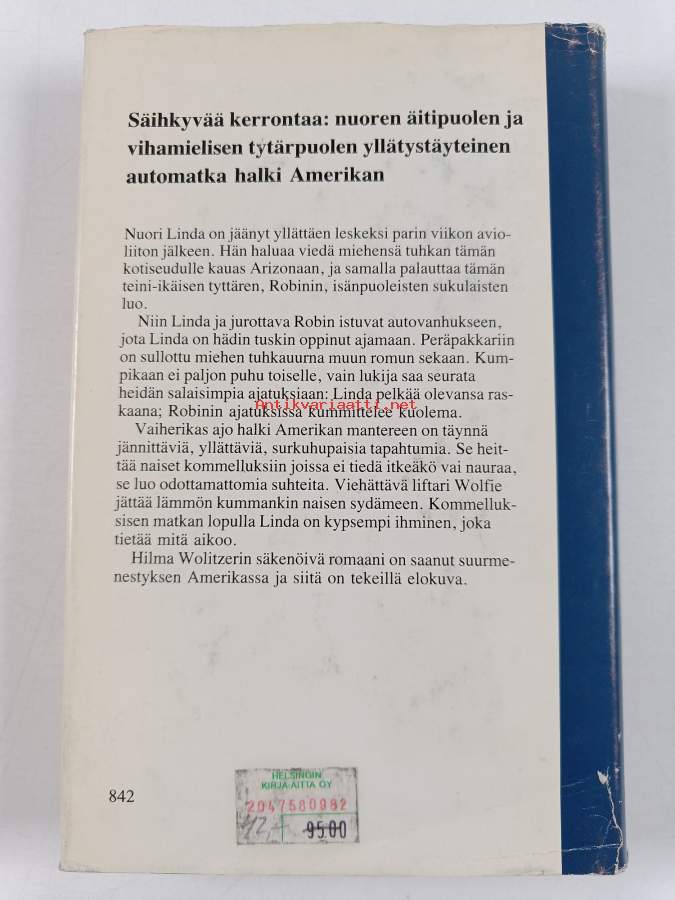 Säihkyvää kerrontaa: nuoren äitipuolen ja
vihamielisen tytärpuolen yllätystäyteinen
automatka halki Amerikan
Nuori Linda on jäänyt yllättäen leskeksi parin viikon avio-
liiton jälkeen. Hän haluaa viedä miehensä tuhkan tämän
kotiseudulle kauas Arizonaan, ja samalla palauttaa tämän
teini-ikäisen tyttären, Robinin, isänpuoleisten sukulaisten
luo.
Niin Linda ja jurottava Robin istuvat autovanhukseen,
jota Linda on hädin tuskin oppinut ajamaan. Peräpakkariin
on sullottu miehen tuhkauurna muun romun sekaan. Kum-
pikaan ei paljon puhu toiselle, vain lukija saa seurata
heidän salaisimpia ajatuksiaan: Linda pelkää olevansa ras-
kaana; Robinin ajatuksissa kummittelee kuolema.
Antikvariaatti.net
Vaiherikas ajo halki Amerikan mantereen on täynnä
jännittäviä, yllättäviä, surkuhupaisia tapahtumia. Se heit-
tää naiset kommelluksiin joissa ei tiedä itkeäkö vai nauraa,
se luo odottamattomia suhteita. Viehättävä liftari Wolfie
jättää lämmön kummankin naisen sydämeen. Kommelluk-
sisen matkan lopulla Linda on kypsempi ihminen, joka
tietää mitä aikoo.
Hilma Wolitzerin säkenöivä romaani on saanut suurme-
nestyksen Amerikassa ja siitä on tekeillä elokuva.
842
HELSINGIN
KIRJA-AITTA OY
2047580982
42,- 9500